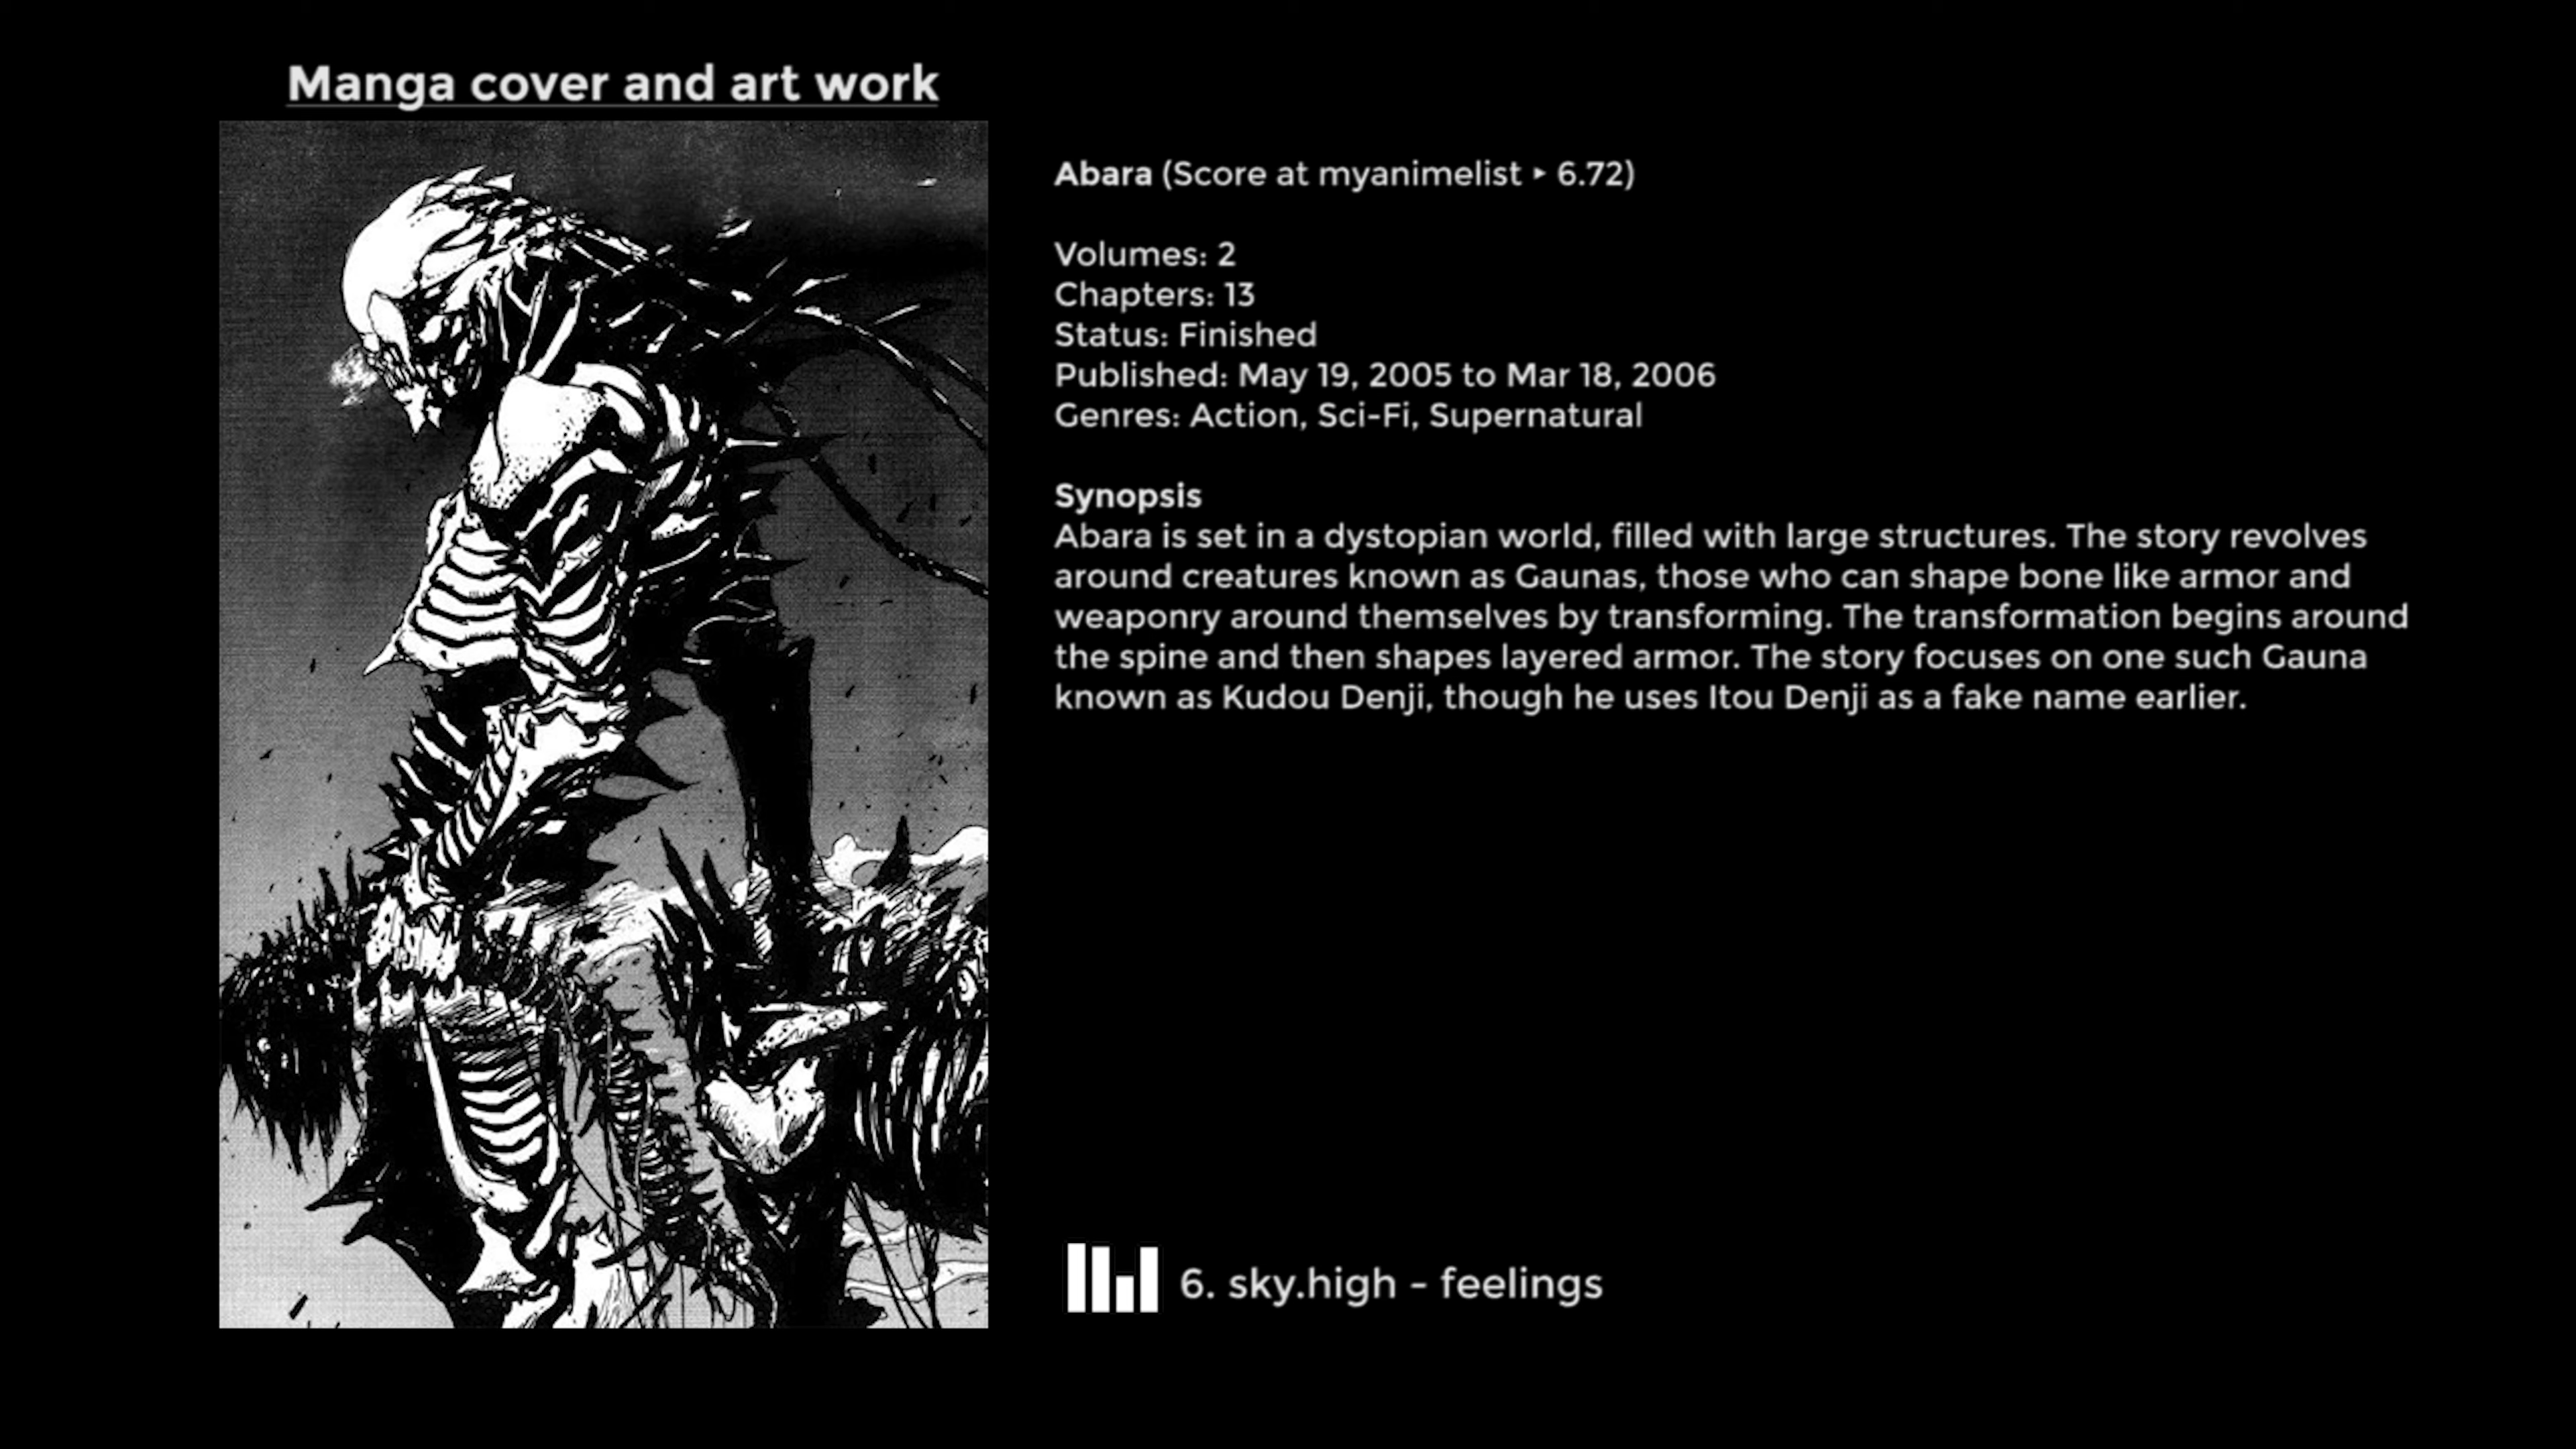 Manga cover and art work
Abara (Score at myanimelist ▸ 6.72)
Volumes: 2
Chapters: 13
Status: Finished
Published: May 19, 2005 to Mar 18, 2006
Genres: Action, Sci-Fi, Supernatural
Synopsis
Abara is set in a dystopian world, filled with large structures. The story revolves
around creatures known as Gaunas, those who can shape bone like armor and
weaponry around themselves by transforming. The transformation begins around
the spine and then shapes layered armor. The story focuses on one such Gauna
known as Kudou Denji, though he uses Itou Denji as a fake name earlier.
6. sky.high - feelings